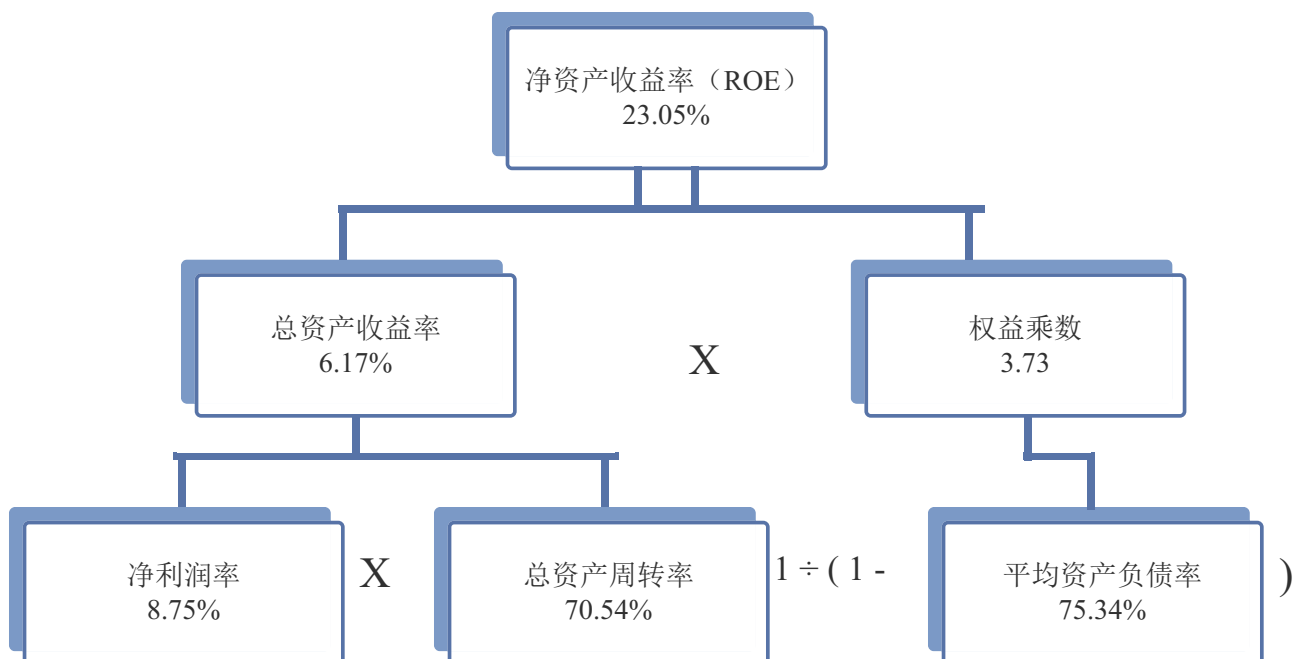 净资产收益率（ROE）
23.05%
总资产收益率
6.17%
X
权益乘数
3.73
净利润率
8.75%
X
总资产周转率
70.54%
1 ÷ ( 1 -
平均资产负债率
75.34%
)